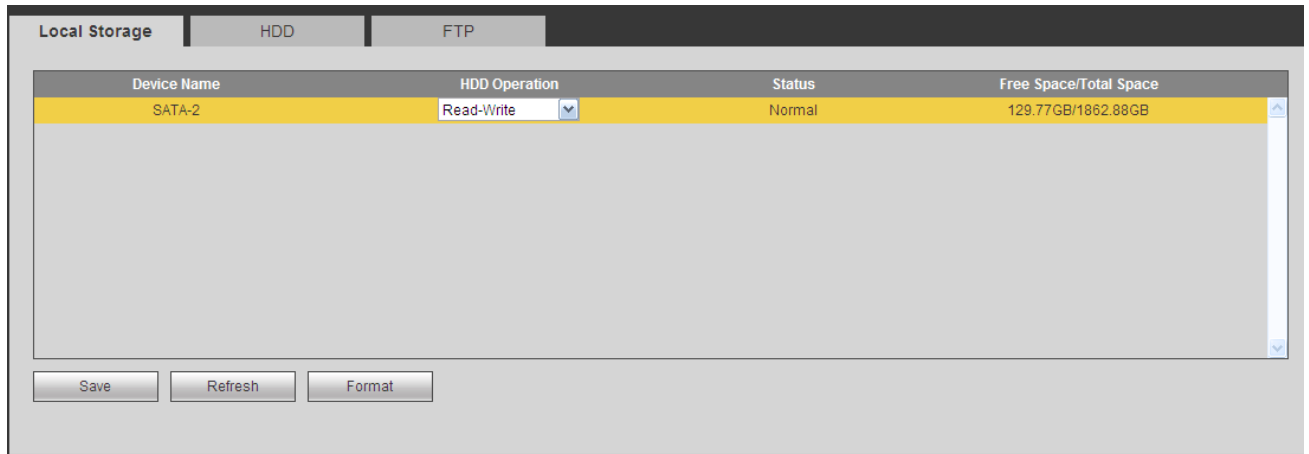 Local Storage HDD FTP
Device Name HDD Operation Status Free Space/Total Space
SATA-2 Read-Write Normal 129.77GB/1862.88GB
Save Refresh Format